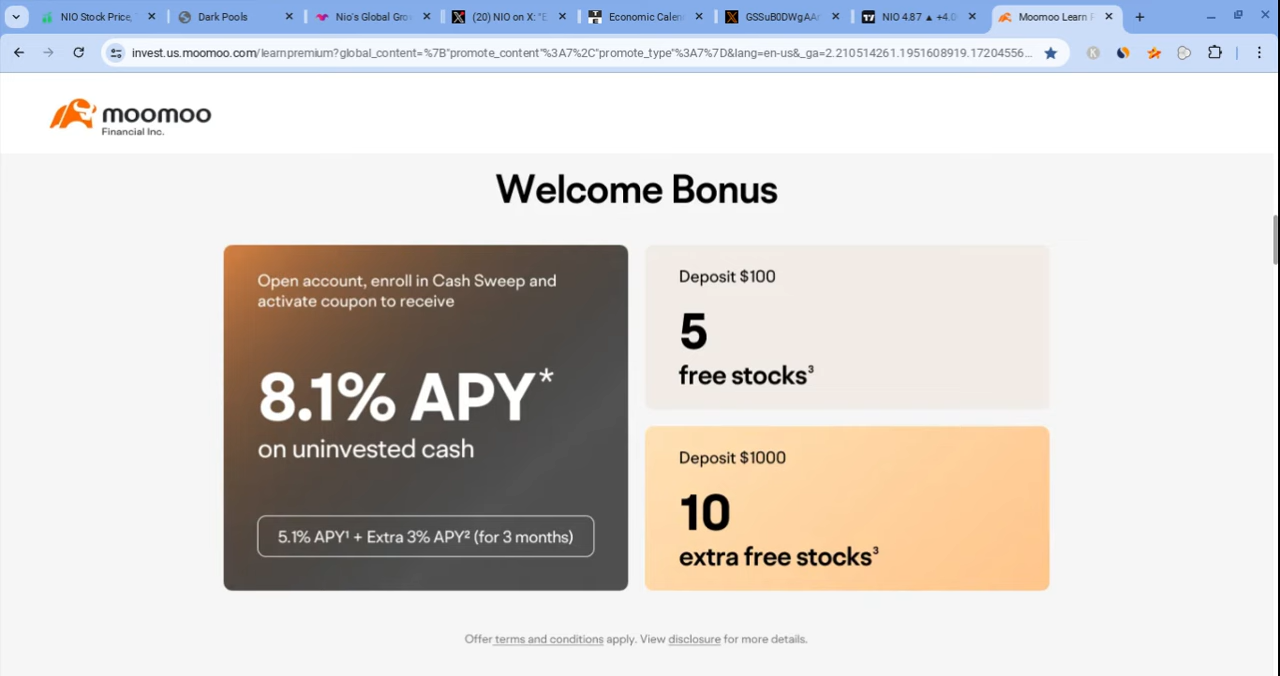 NIO Stock Price,
Dark Pools
Nio's Global Gro
(20) NIO on X: "E
Economic Calen
GSSuB0DWgAA
NIO 4.87 ▲ +4.0
Moomoo Learn P
invest.us.moomoo.com/learnpremium?global_content=%7B"promote_content"%3A7%2C"promote_type"%3A7%7D&lang=en-us&_ga=2.210514261.1951608919.17204556...
moomoo
Financial Inc.
Welcome Bonus
Open account, enroll in Cash Sweep and
activate coupon to receive
8.1% APY*
on uninvested cash
5.1% APY¹ + Extra 3% APY² (for 3 months)
Deposit $100
5
free stocks³
Deposit $1000
10
extra free stocks³
Offer terms and conditions apply. View disclosure for more details.